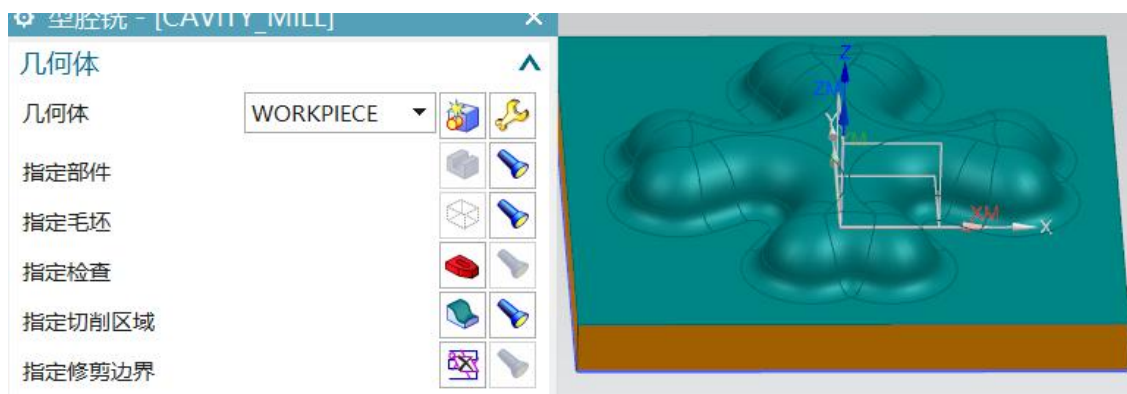 型腔铣 - [CAVITY_MILL]
几何体
几何体 WORKPIECE
指定部件
指定毛坯
指定检查
指定切削区域
指定修剪边界
Z
ZM
Y
YM
XM
X